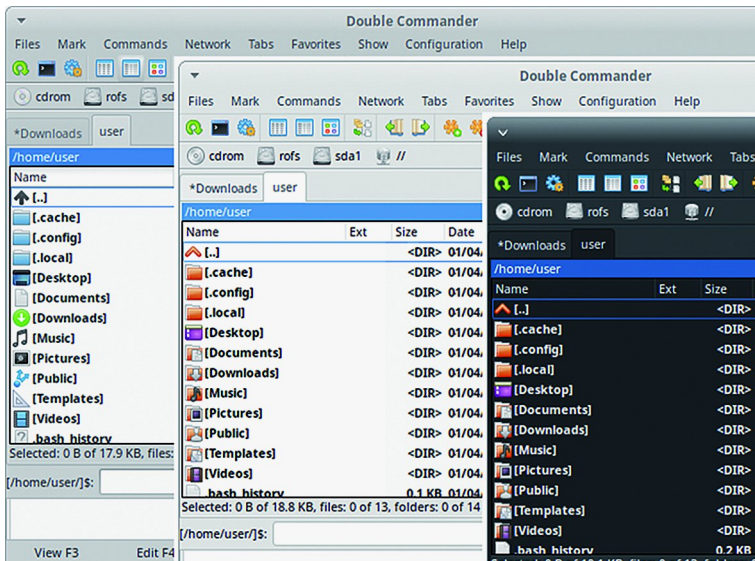 Double Commander
Files Mark Commands Network Tabs Favorites Show Configuration Help
cdrom rofs sd
*Downloads user
/home/user
Name
[..]
[.cache]
[.config]
[.local]
[Desktop]
[Documents]
[Downloads]
[Music]
[Pictures]
[Public]
[Templates]
[Videos]
.bash_history
Selected: 0 B of 17.9 KB, files:
[/home/user/]$:
View F3 Edit F4
Double Commander
Files Mark Commands Network Tabs Favorites Show Configuration Help
cdrom rofs sda1 //
*Downloads user
/home/user
Name Ext Size Date
[..] <DIR> 01/04/
[.cache] <DIR> 01/04/
[.config] <DIR> 01/04/
[.local] <DIR> 01/04/
[Desktop] <DIR> 01/04/
[Documents] <DIR> 01/04/
[Downloads] <DIR> 01/04/
[Music] <DIR> 01/04/
[Pictures] <DIR> 01/04/
[Public] <DIR> 01/04/
[Templates] <DIR> 01/04/
[Videos] <DIR> 01/04/
.bash_history 0.1 KB 01/04/
Selected: 0 B of 18.8 KB, files: 0 of 13, folders: 0 of 14
[/home/user/]$:
Files Mark Commands Network Tabs
cdrom rofs sda1 //
*Downloads user
/home/user
Name Ext Size
[..] <DIR>
[.cache] <DIR>
[.config] <DIR>
[.local] <DIR>
[Desktop] <DIR>
[Documents] <DIR>
[Downloads] <DIR>
[Music] <DIR>
[Pictures] <DIR>
[Public] <DIR>
[Templates] <DIR>
[Videos] <DIR>
.bash_history 0.2 KB